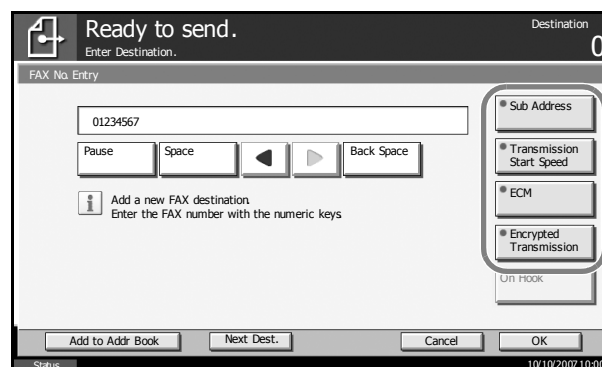 Ready to send.
Destination
Enter Destination.
0
FAX No. Entry
01234567
Pause
Space
Back Space
Add a new FAX destination.
Enter the FAX number with the numeric keys.
Sub Address
Transmission
Start Speed
ECM
Encrypted
Transmission
On Hook
Add to Addr Book
Next Dest.
Cancel
OK
Status
10/10/2007 10:00